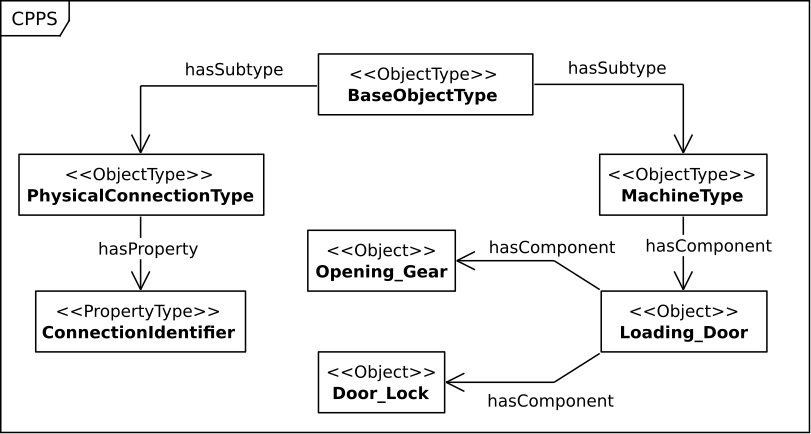 CPPS
hasSubtype
<<ObjectType>>
BaseObjectType
hasSubtype
<<ObjectType>>
PhysicalConnectionType
<<ObjectType>>
MachineType
hasProperty
<<Object>>
Opening_Gear
hasComponent
hasComponent
<<PropertyType>>
ConnectionIdentifier
<<Object>>
Loading_Door
<<Object>>
Door_Lock
hasComponent